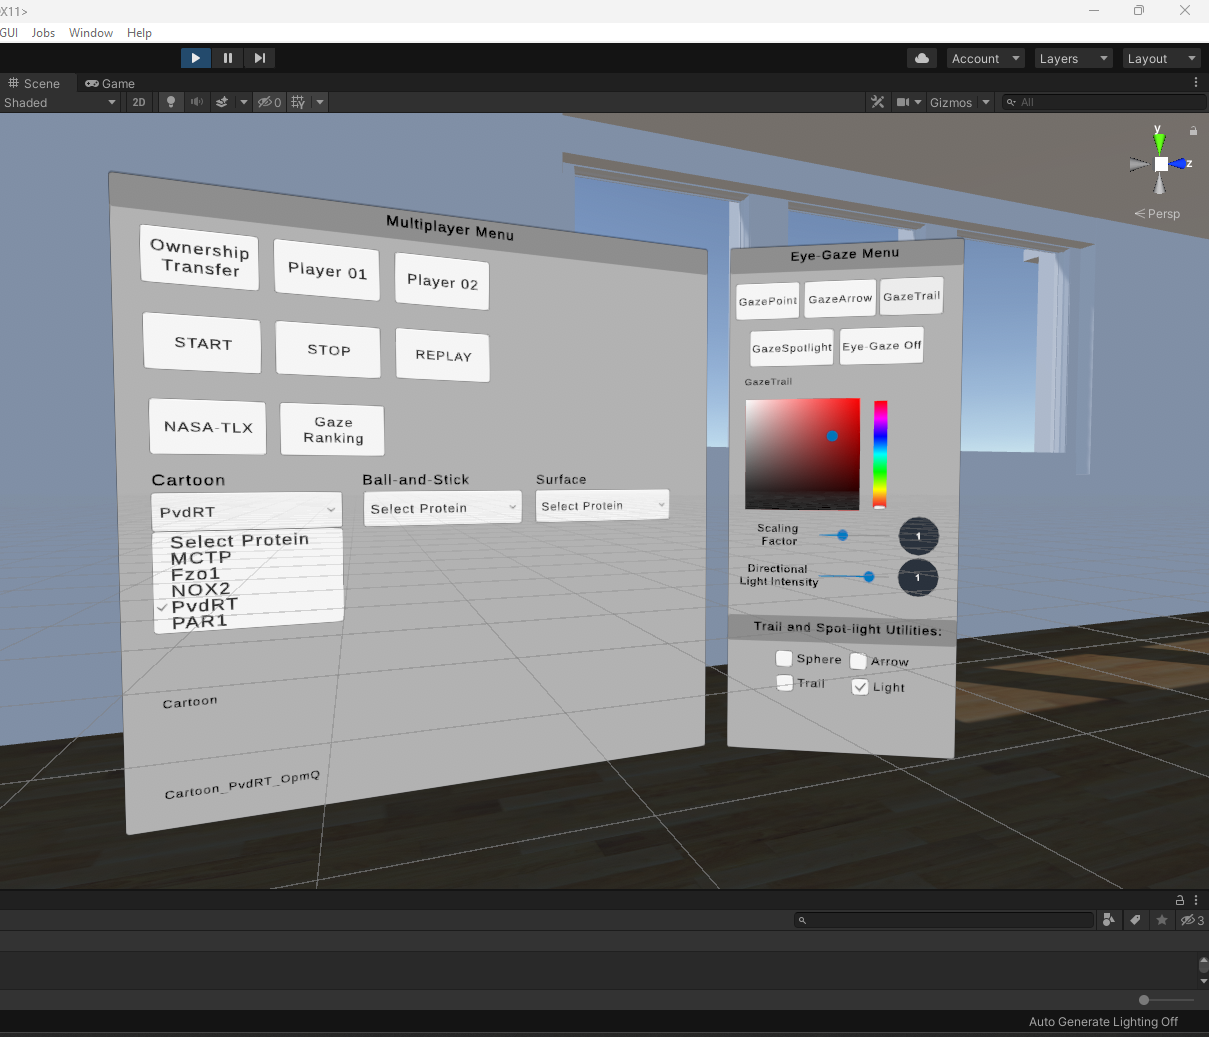 X11>
GUI Jobs Window Help
Account Layers Layout
Scene Game
Shaded 2D 0 Gizmos All
y
z
Persp
Multiplayer Menu
Ownership
Transfer
Player 01
Player 02
START
STOP
REPLAY
NASA-TLX
Gaze
Ranking
Cartoon
PvdRT
Select Protein
MCTP
Fzo1
NOX2
PvdRT
PAR1
Ball-and-Stick
Select Protein
Surface
Select Protein
Cartoon
Cartoon_PvdRT_OpmQ
Eye-Gaze Menu
GazePoint
GazeArrow
GazeTrail
GazeSpotlight
Eye-Gaze Off
GazeTrail
Scaling
Factor
1
Directional
Light Intensity
1
Trail and Spot-light Utilities:
Sphere
Arrow
Trail
Light
3
Auto Generate Lighting Off